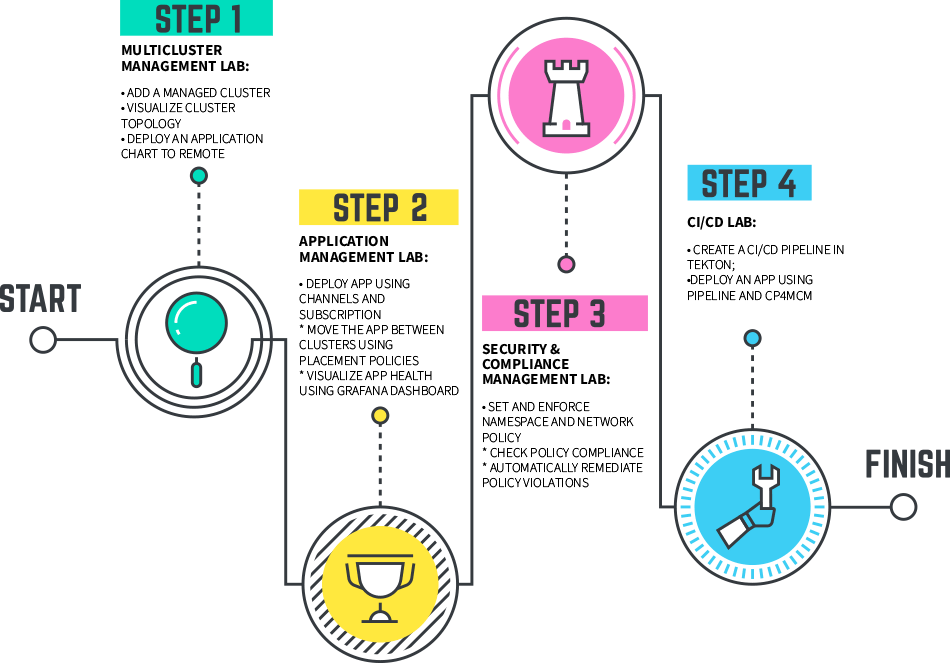 STEP 1
MULTICLUSTER
MANAGEMENT LAB:
• ADD A MANAGED CLUSTER
• VISUALIZE CLUSTER
TOPOLOGY
• DEPLOY AN APPLICATION
CHART TO REMOTE
START
STEP 2
APPLICATION
MANAGEMENT LAB:
• DEPLOY APP USING
CHANNELS AND
SUBSCRIPTION
* MOVE THE APP BETWEEN
CLUSTERS USING
PLACEMENT POLICIES
* VISUALIZE APP HEALTH
USING GRAFANA DASHBOARD
STEP 3
SECURITY &
COMPLIANCE
MANAGEMENT LAB:
• SET AND ENFORCE
NAMESPACE AND NETWORK
POLICY
* CHECK POLICY COMPLIANCE
* AUTOMATICALLY REMEDIATE
POLICY VIOLATIONS
STEP 4
CI/CD LAB:
• CREATE A CI/CD PIPELINE IN
TEKTON;
•DEPLOY AN APP USING
PIPELINE AND CP4MCM
FINISH